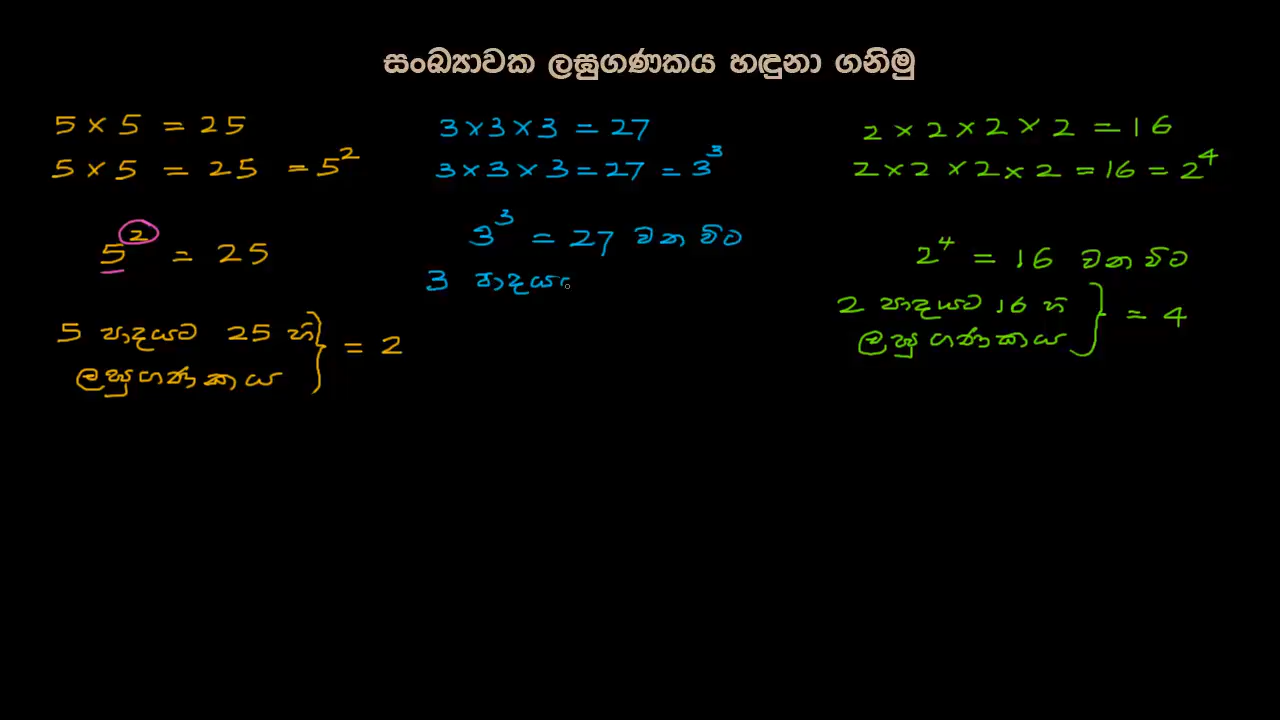 සංඛ්‍යාවක ලඝුගණකය හඳුනා ගනිමු
5 × 5 = 25
5 × 5 = 25 = 5²
5² = 25
5 පාදයට 25 හි } = 2
ලඝුගණකය
3 × 3 × 3 = 27
3 × 3 × 3 = 27 = 3³
3³ = 27 වන විට
3 පාදය
2 × 2 × 2 × 2 = 16
2 × 2 × 2 × 2 = 16 = 2⁴
2⁴ = 16 වන විට
2 පාදයට 16 හි } = 4
ලඝුගණකය